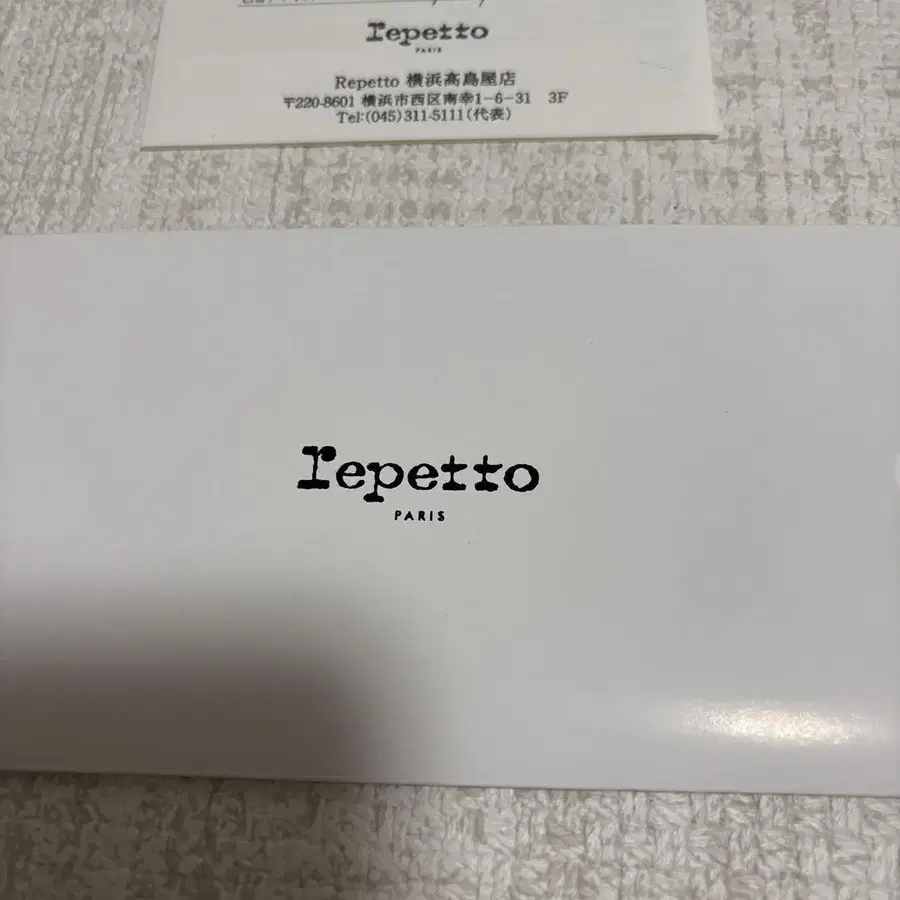 repetto
PARIS
Repetto 横浜高島屋店
〒220-8601 横浜市西区南幸1-6-31 3F
Tel:(045)311-5111(代表)
repetto
PARIS